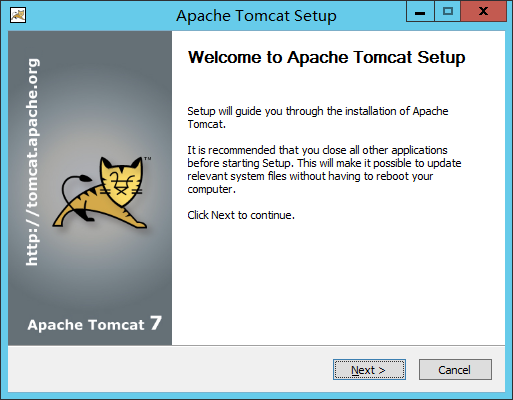 Apache Tomcat Setup
http://tomcat.apache.org
TM
Apache Tomcat 7
Welcome to Apache Tomcat Setup
Setup will guide you through the installation of Apache
Tomcat.
It is recommended that you close all other applications
before starting Setup. This will make it possible to update
relevant system files without having to reboot your
computer.
Click Next to continue.
Next >
Cancel